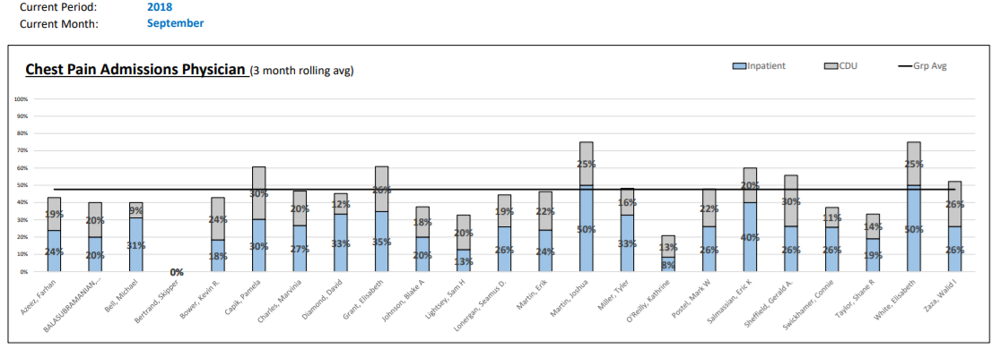 Current Period: 2018
Current Month: September
Chest Pain Admissions Physician (3 month rolling avg)
Inpatient CDU Grp Avg
100%
90%
80%
70%
60%
50%
40%
30%
20%
10%
0%
19% 20% 9% 24% 30% 20% 12% 26% 18% 20% 19% 22% 25% 16% 13% 22% 20% 30% 11% 14% 25% 26%
24% 20% 31% 0% 18% 30% 27% 33% 35% 20% 13% 26% 24% 50% 33% 8% 26% 40% 26% 26% 19% 50% 26%
Azeez, Farhan
BALASUBRAMANIAN,...
Bell, Michael
Bertrand, Skipper
Bower, Kevin R.
Capik, Pamela
Charles, Marvinia
Diamond, David
Grant, Elisabeth
Johnson, Blake A
Lightsey, Sam H
Lonergan, Seamus D.
Martin, Erik
Martin, Joshua
Miller, Tyler
O'Reilly, Kathrine
Postel, Mark W
Salmassian, Eric K
Sheffield, Gerald A.
Swickhamer, Connie
Taylor, Shane R
White, Elisabeth
Zaza, Walid I